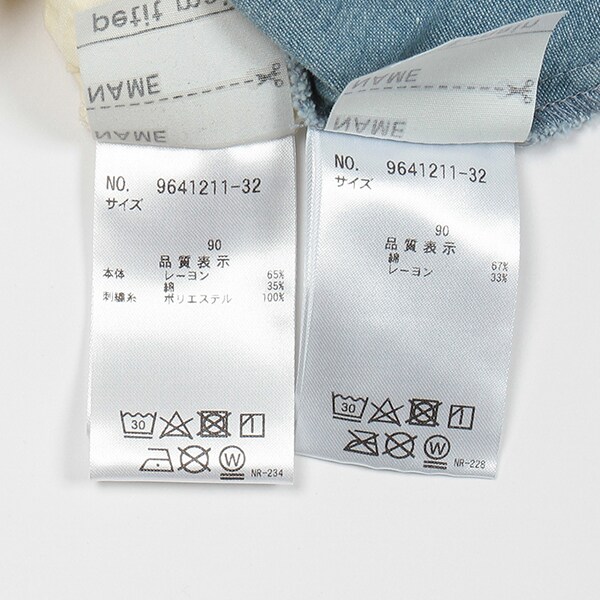 petit
NAME
NAME
NO. 9641211-32
サイズ
90
品質表示
本体 レーヨン 65%
綿 35%
刺繍糸 ポリエステル 100%
30
W
NR-234
NAME
NAME
NO. 9641211-32
サイズ
90
品質表示
綿 67%
レーヨン 33%
30
W
NR-228